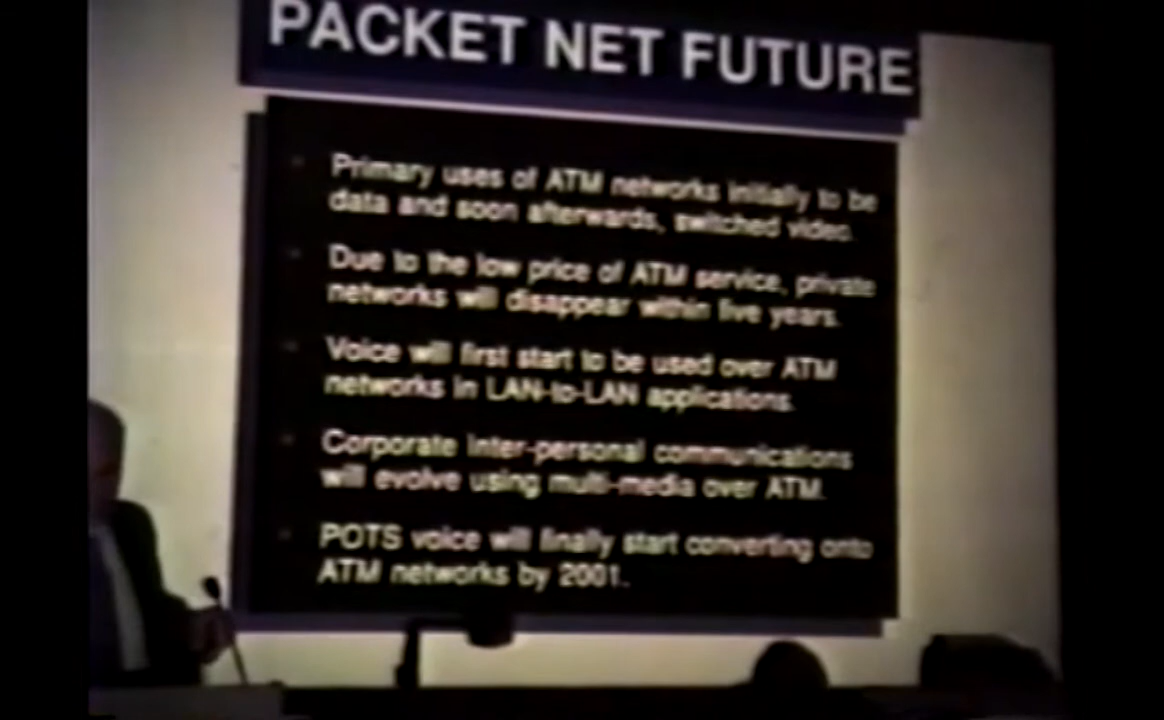 PACKET NET FUTURE
Primary uses of ATM networks initially to be
data and soon afterwards, switched video.
Due to the low price of ATM service, private
networks will disappear within five years.
Voice will first start to be used over ATM
networks in LAN-to-LAN applications.
Corporate inter-personal communications
will evolve using multi-media over ATM.
POTS voice will finally start converting onto
ATM networks by 2001.